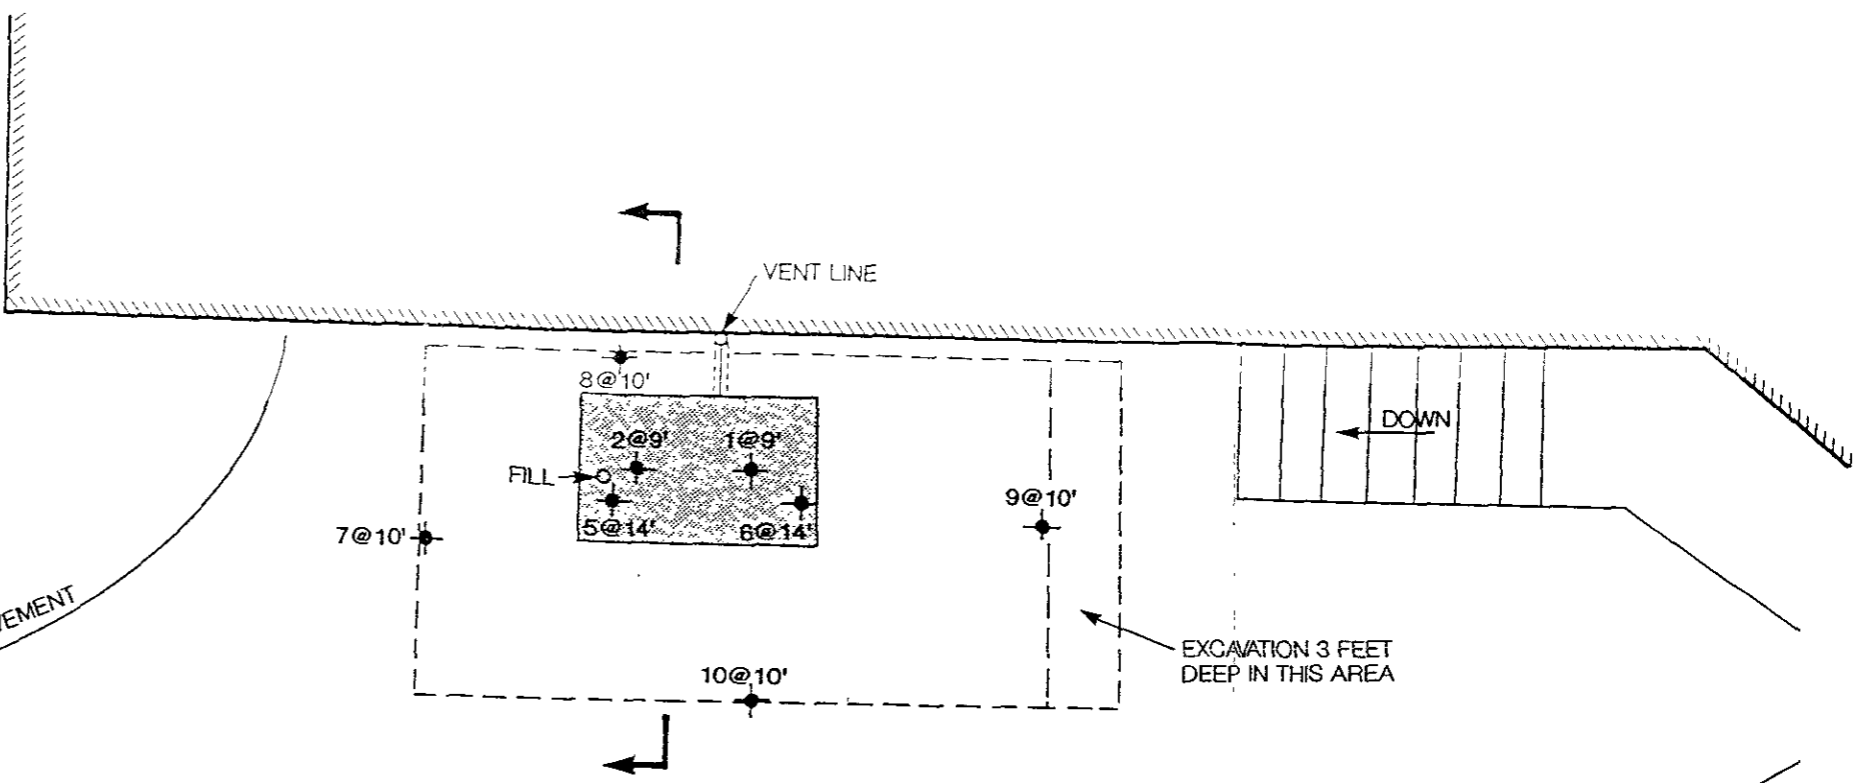 VENT LINE
8@10'
2@9' 1@9'
DOWN
FILL
9@10'
5@14' 6@14'
7@10'
VEMENT
EXCAVATION 3 FEET
DEEP IN THIS AREA
10@10'